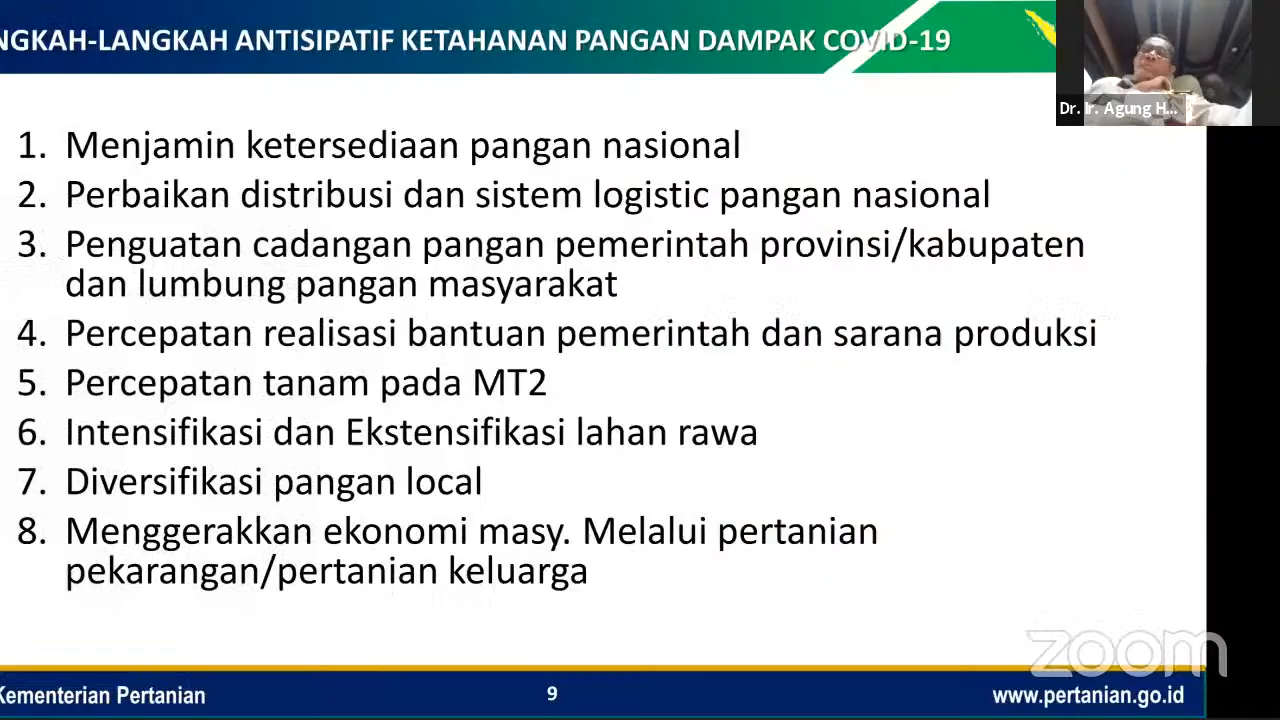 NGKAH-LANGKAH ANTISIPATIF KETAHANAN PANGAN DAMPAK COVID-19
Dr. Ir. Agung H...
1. Menjamin ketersediaan pangan nasional
2. Perbaikan distribusi dan sistem logistic pangan nasional
3. Penguatan cadangan pangan pemerintah provinsi/kabupaten
dan lumbung pangan masyarakat
4. Percepatan realisasi bantuan pemerintah dan sarana produksi
5. Percepatan tanam pada MT2
6. Intensifikasi dan Ekstensifikasi lahan rawa
7. Diversifikasi pangan local
8. Menggerakkan ekonomi masy. Melalui pertanian
pekarangan/pertanian keluarga
zoom
Kementerian Pertanian
9
www.pertanian.go.id